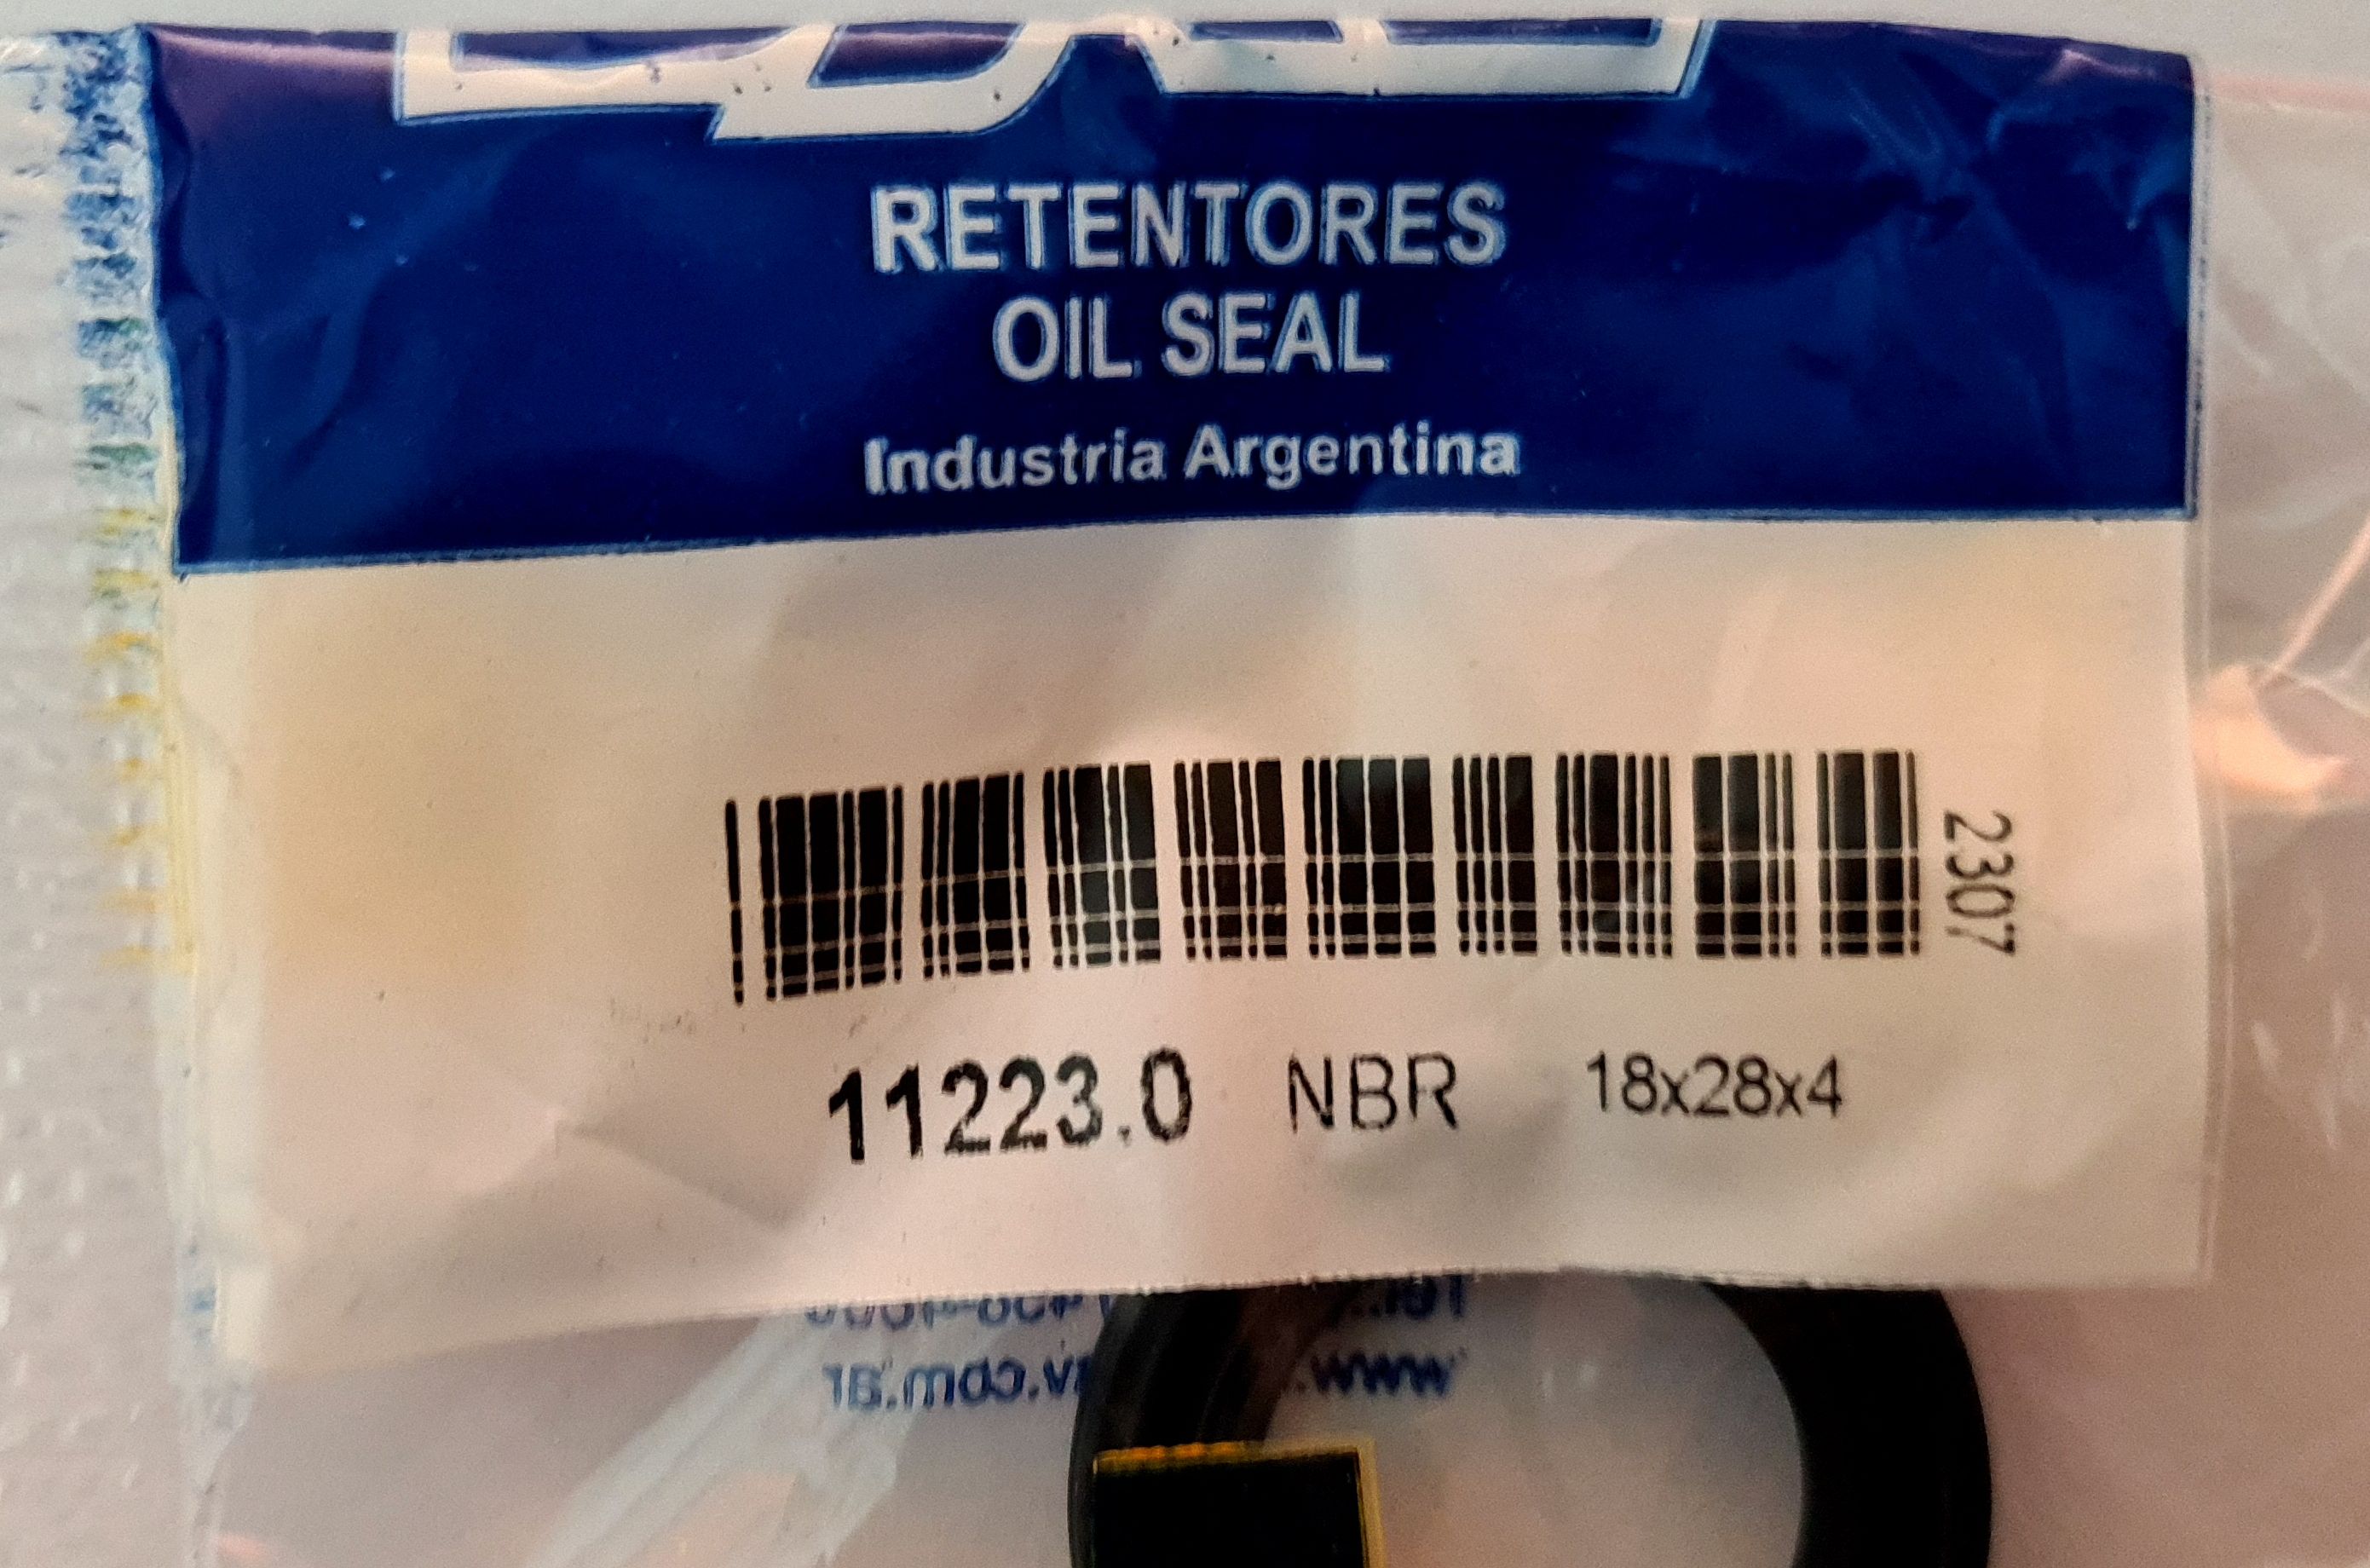 RETENTORES
OIL SEAL
Industria Argentina
2307
11223.0 NBR 18x28x4